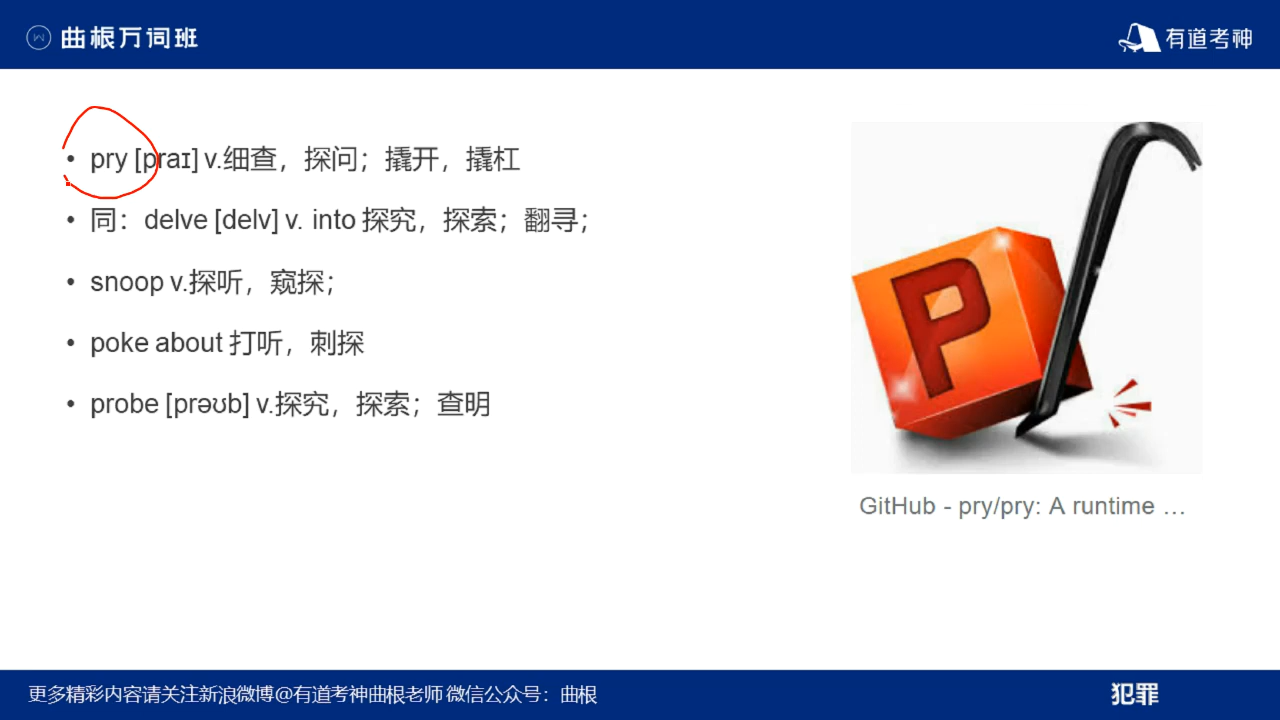 曲根万词班
有道考神
• pry [praɪ] v.细查，探问；撬开，撬杠
• 同：delve [delv] v. into 探究，探索；翻寻；
• snoop v.探听，窥探；
• poke about 打听，刺探
• probe [prəʊb] v.探究，探索；查明
P
GitHub - pry/pry: A runtime …
更多精彩内容请关注新浪微博@有道考神曲根老师 微信公众号：曲根
犯罪